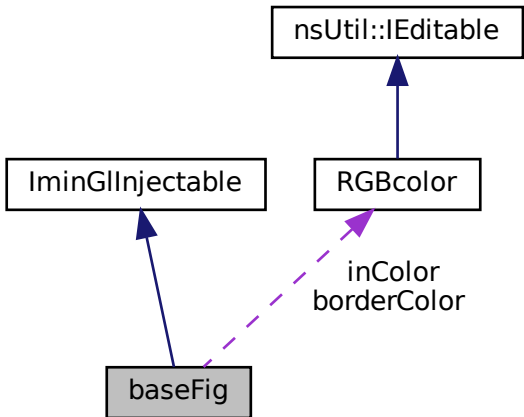 nsUtil::IEditable
IminGlInjectable
RGBcolor
inColor
borderColor
baseFig